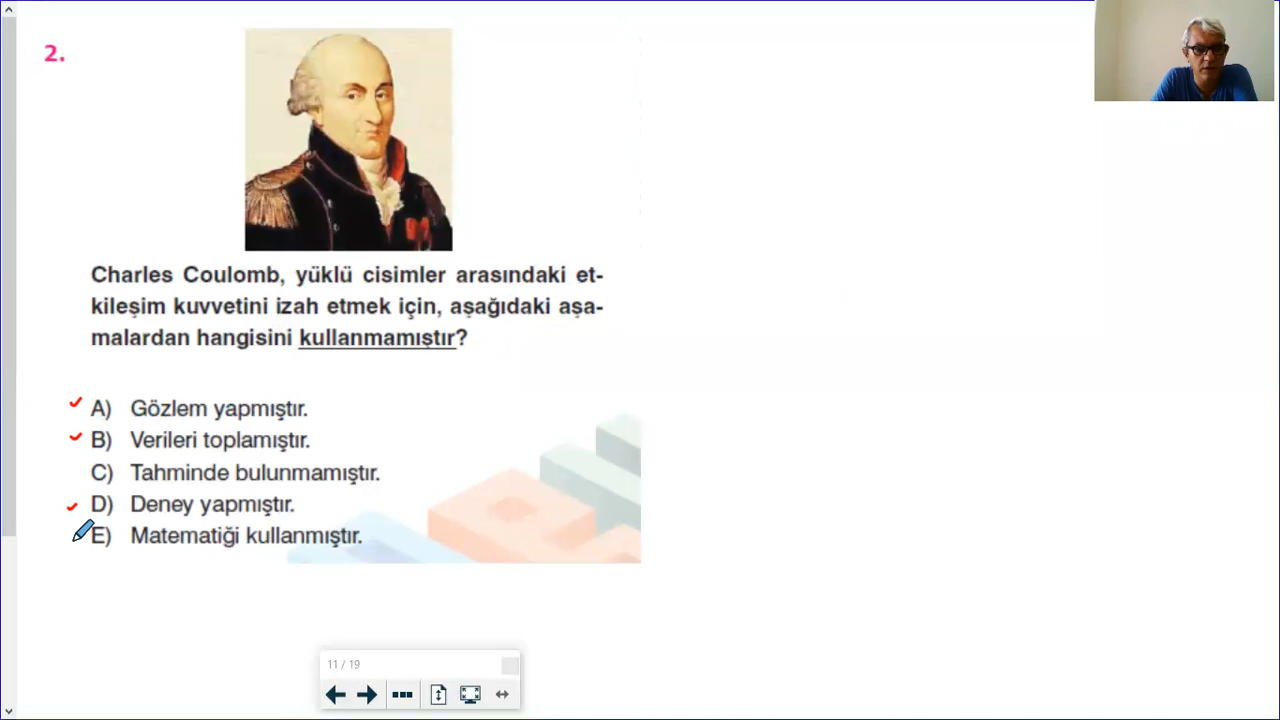 2.
Charles Coulomb, yüklü cisimler arasındaki et-
kileşim kuvvetini izah etmek için, aşağıdaki aşa-
malardan hangisini kullanmamıştır?
A) Gözlem yapmıştır.
B) Verileri toplamıştır.
C) Tahminde bulunmamıştır.
D) Deney yapmıştır.
E) Matematiği kullanmıştır.
11 / 19